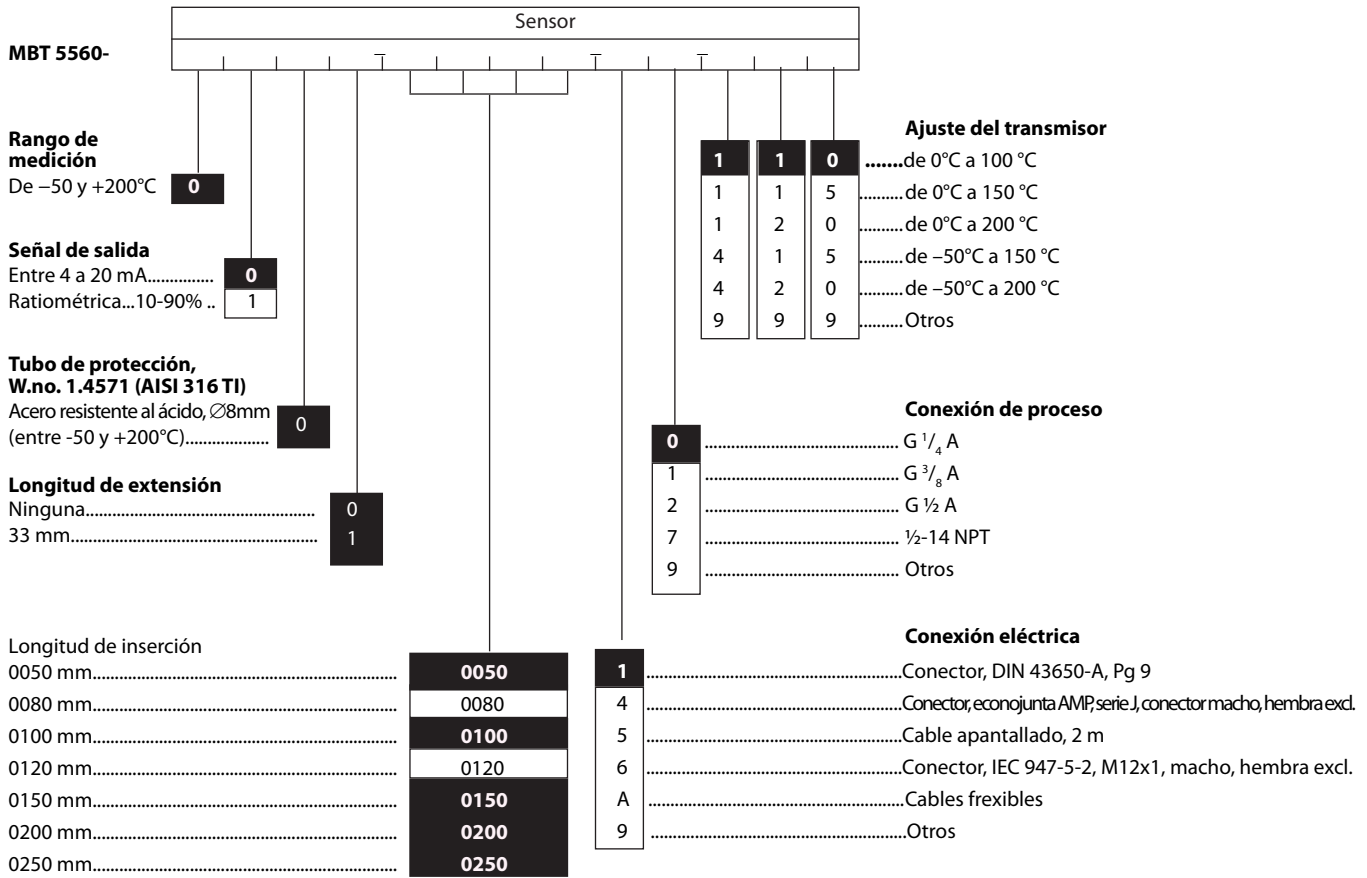 Sensor
MBT 5560-
Rango de
medición
De −50 y +200°C 0
Señal de salida
Entre 4 a 20 mA............... 0
Ratiométrica...10-90% .. 1
Tubo de protección,
W.no. 1.4571 (AISI 316 TI)
Acero resistente al ácido, ∅8mm
(entre -50 y +200°C)................... 0
Longitud de extensión
Ninguna................................................... 0
33 mm....................................................... 1
Longitud de inserción
0050 mm.................................................................... 0050
0080 mm.................................................................... 0080
0100 mm.................................................................... 0100
0120 mm.................................................................... 0120
0150 mm.................................................................... 0150
0200 mm.................................................................... 0200
0250 mm.................................................................... 0250
Ajuste del transmisor
1 1 0 .......de 0°C a 100 °C
1 1 5 ..........de 0°C a 150 °C
1 2 0 ..........de 0°C a 200 °C
4 1 5 ..........de –50°C a 150 °C
4 2 0 ..........de –50°C a 200 °C
9 9 9 ..........Otros
Conexión de proceso
0 ........................................... G 1/4 A
1 ........................................... G 3/8 A
2 ........................................... G ½ A
7 ........................................... ½-14 NPT
9 ........................................... Otros
Conexión eléctrica
1 .........................................................Conector, DIN 43650-A, Pg 9
4 .........................................................Conector, econojunta AMP, serie J, conector macho, hembra excl.
5 .........................................................Cable apantallado, 2 m
6 .........................................................Conector, IEC 947-5-2, M12x1, macho, hembra excl.
A .........................................................Cables frexibles
9 .........................................................Otros